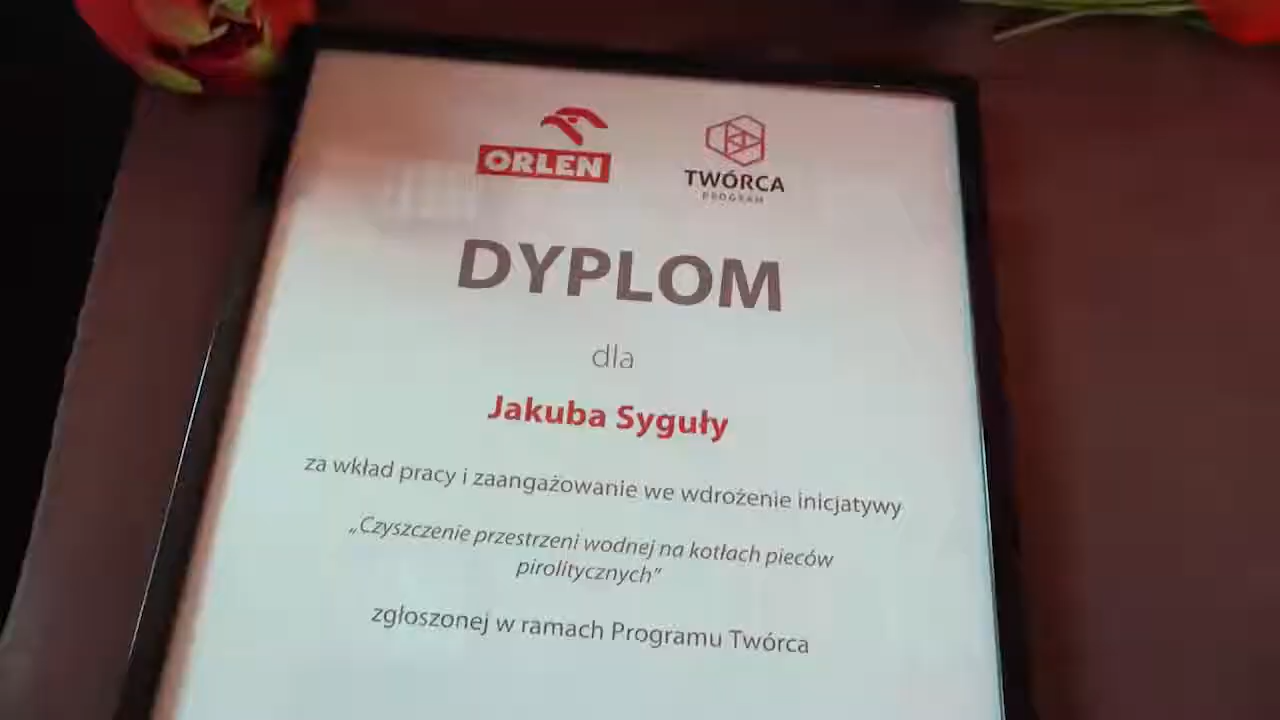 ORLEN
TWÓRCA
PROGRAM
DYPLOM
dla
Jakuba Syguły
za wkład pracy i zaangażowanie we wdrożenie inicjatywy
„Czyszczenie przestrzeni wodnej na kotłach pieców
pirolitycznych”
zgłoszonej w ramach Programu Twórca